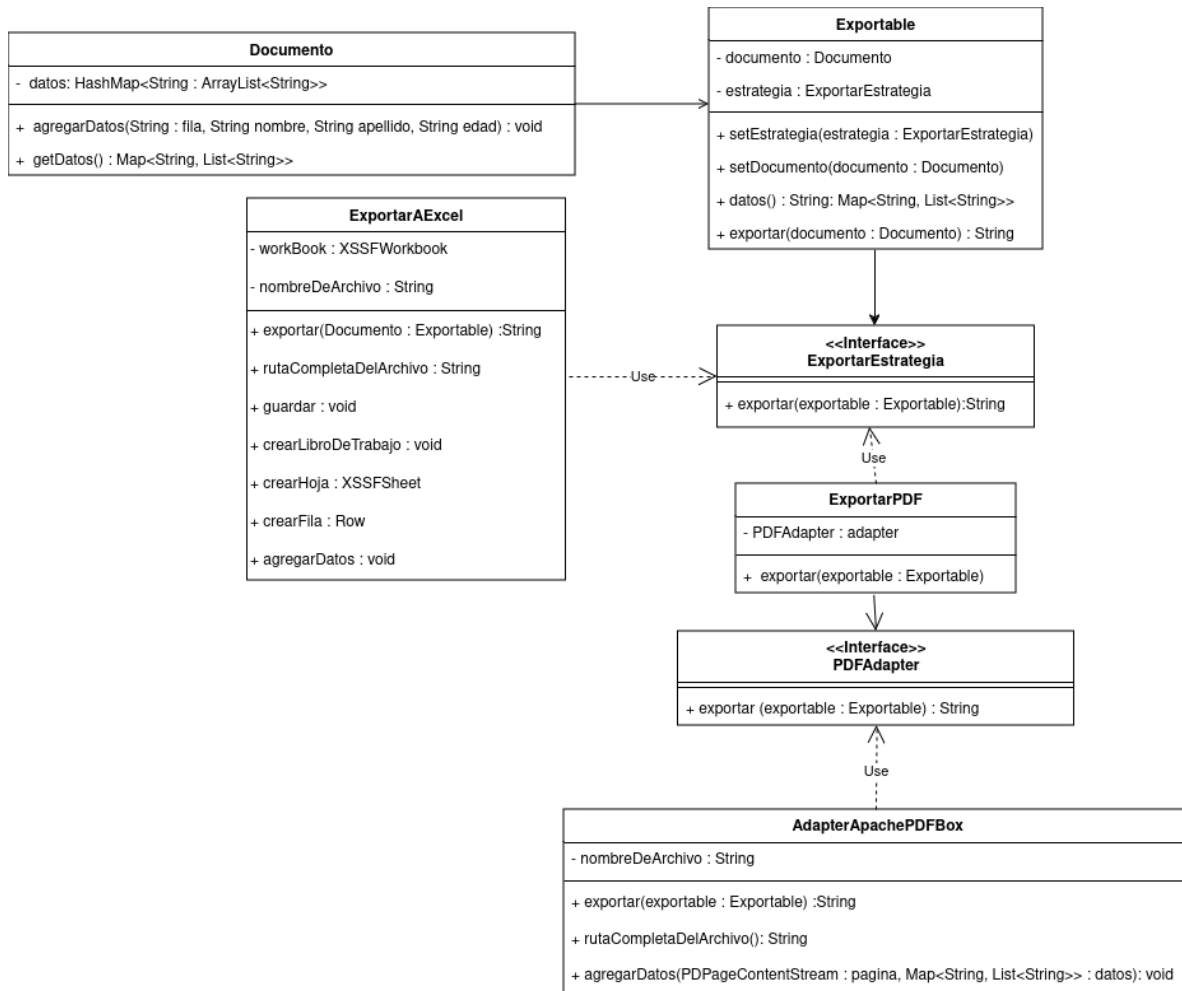 Documento
- datos: HashMap<String : ArrayList<String>>
+ agregarDatos(String : fila, String nombre, String apellido, String edad) : void
+ getDatos() : Map<String, List<String>>
Exportable
- documento : Documento
- estrategia : ExportarEstrategia
+ setEstrategia(estrategia : ExportarEstrategia)
+ setDocumento(documento : Documento)
+ datos() : String: Map<String, List<String>>
+ exportar(documento : Documento) : String
ExportarAExcel
- workBook : XSSFWorkbook
- nombreDeArchivo : String
+ exportar(Documento : Exportable) :String
+ rutaCompletaDelArchivo : String
+ guardar : void
+ crearLibroDeTrabajo : void
+ crearHoja : XSSFSheet
+ crearFila : Row
+ agregarDatos : void
Use
<<Interface>>
ExportarEstrategia
+ exportar(exportable : Exportable):String
Use
ExportarPDF
- PDFAdapter : adapter
+ exportar(exportable : Exportable)
<<Interface>>
PDFAdapter
+ exportar (exportable : Exportable) : String
Use
AdapterApachePDFBox
- nombreDeArchivo : String
+ exportar(exportable : Exportable) :String
+ rutaCompletaDelArchivo(): String
+ agregarDatos(PDPageContentStream : pagina, Map<String, List<String>> : datos): void